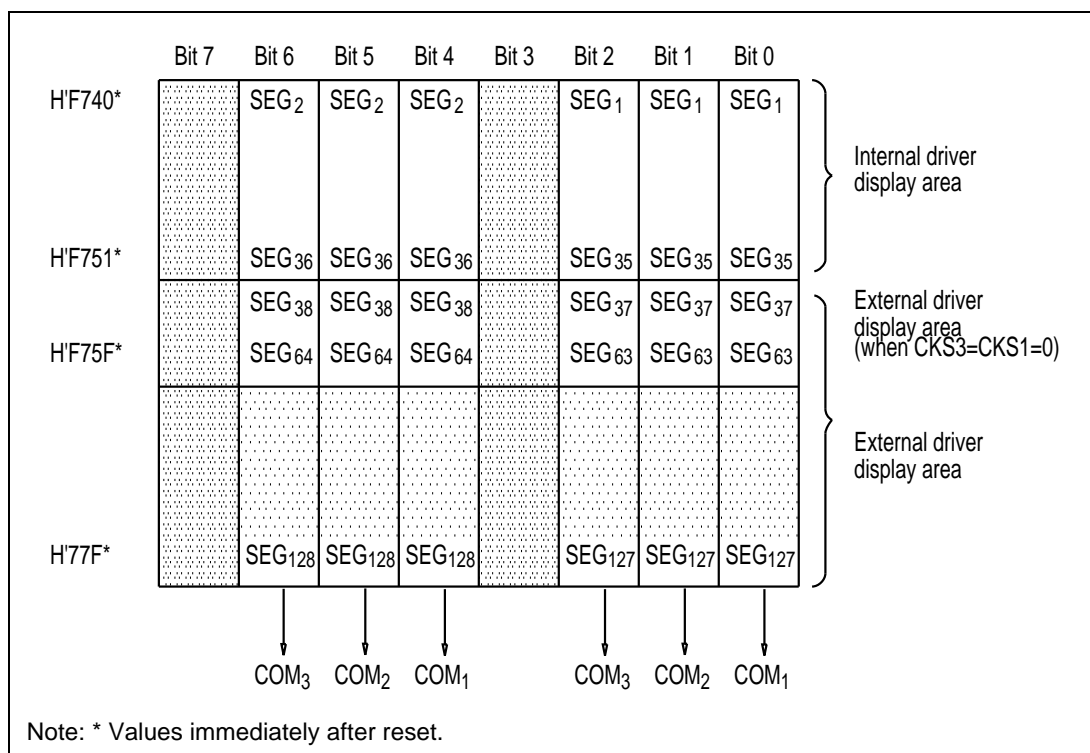 Bit 7 Bit 6 Bit 5 Bit 4 Bit 3 Bit 2 Bit 1 Bit 0
H'F740* SEG2 SEG2 SEG2 SEG1 SEG1 SEG1
Internal driver
display area
H'F751* SEG36 SEG36 SEG36 SEG35 SEG35 SEG35
SEG38 SEG38 SEG38 SEG37 SEG37 SEG37
External driver
display area
(when CKS3=CKS1=0)
H'F75F* SEG64 SEG64 SEG64 SEG63 SEG63 SEG63
External driver
display area
H'77F* SEG128 SEG128 SEG128 SEG127 SEG127 SEG127
COM3 COM2 COM1 COM3 COM2 COM1
Note: * Values immediately after reset.